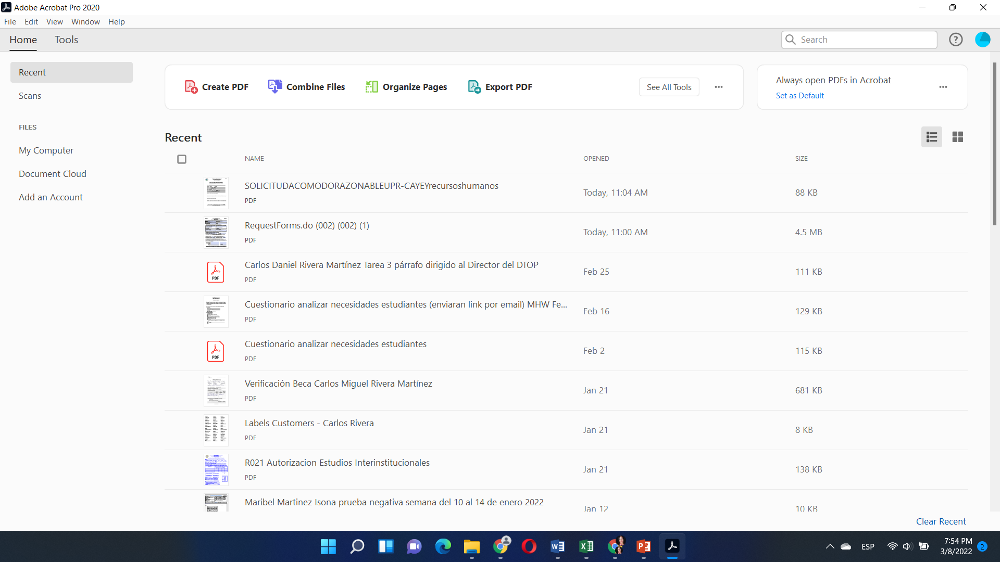 Adobe Acrobat Pro 2020
File Edit View Window Help
Home Tools
Search
Recent
Scans
FILES
My Computer
Document Cloud
Add an Account
Create PDF Combine Files Organize Pages Export PDF See All Tools
Always open PDFs in Acrobat
Set as Default
Recent
NAME OPENED SIZE
SOLICITUDACOMODORAZONABLEUPR-CAYEYrecursoshumanos
PDF
Today, 11:04 AM 88 KB
RequestForms.do (002) (002) (1)
PDF
Today, 11:00 AM 4.5 MB
Carlos Daniel Rivera Martínez Tarea 3 párrafo dirigido al Director del DTOP
PDF
Feb 25 111 KB
Cuestionario analizar necesidades estudiantes (enviaran link por email) MHW Fe...
PDF
Feb 16 129 KB
Cuestionario analizar necesidades estudiantes
PDF
Feb 2 115 KB
Verificación Beca Carlos Miguel Rivera Martínez
PDF
Jan 21 681 KB
Labels Customers - Carlos Rivera
PDF
Jan 21 8 KB
R021 Autorizacion Estudios Interinstitucionales
PDF
Jan 21 138 KB
Maribel Martinez Isona prueba negativa semana del 10 al 14 de enero 2022
Jan 12 10 KB
Clear Recent
ESP
7:54 PM
3/8/2022
2